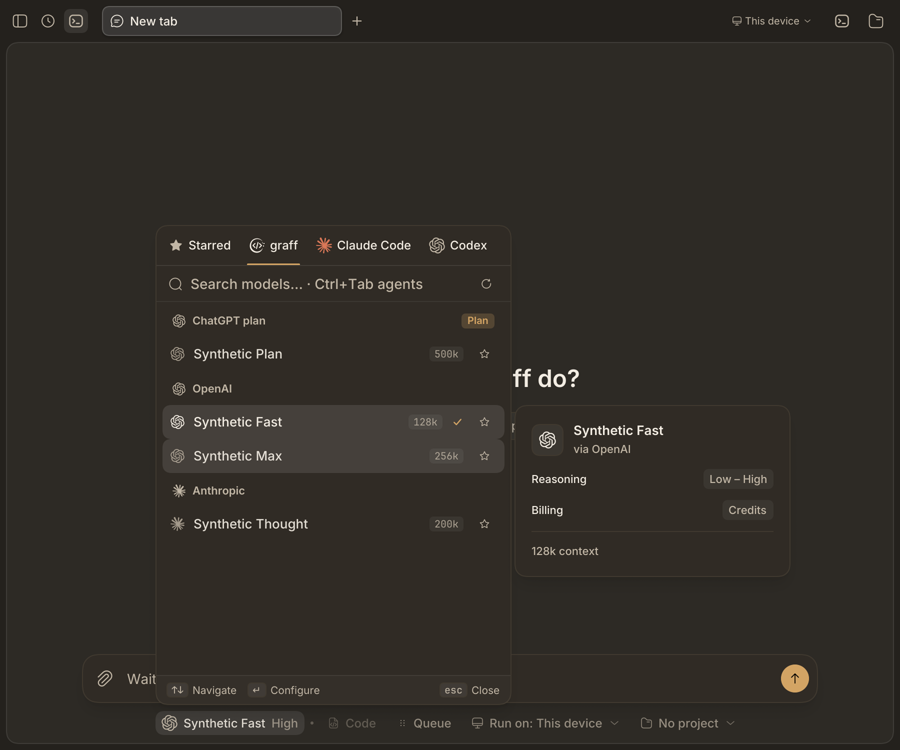 New tab
This device
Starred
graff
Claude Code
Codex
Search models... · Ctrl+Tab agents
ChatGPT plan
Plan
Synthetic Plan
500k
OpenAI
ff do?
Synthetic Fast
128k
Synthetic Max
256k
Anthropic
Synthetic Thought
200k
Synthetic Fast
via OpenAI
Reasoning
Low – High
Billing
Credits
128k context
Wait
Navigate
Configure
esc Close
Synthetic Fast High
Code
Queue
Run on: This device
No project